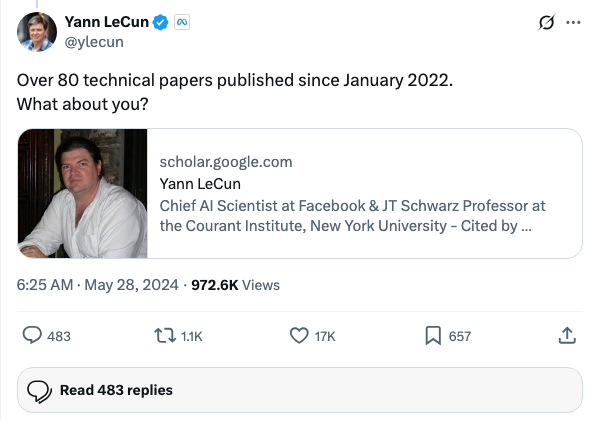 Yann LeCun
@ylecun
Over 80 technical papers published since January 2022.
What about you?
scholar.google.com
Yann LeCun
Chief AI Scientist at Facebook & JT Schwarz Professor at
the Courant Institute, New York University - Cited by ...
6:25 AM · May 28, 2024 · 972.6K Views
483 1.1K 17K 657
Read 483 replies